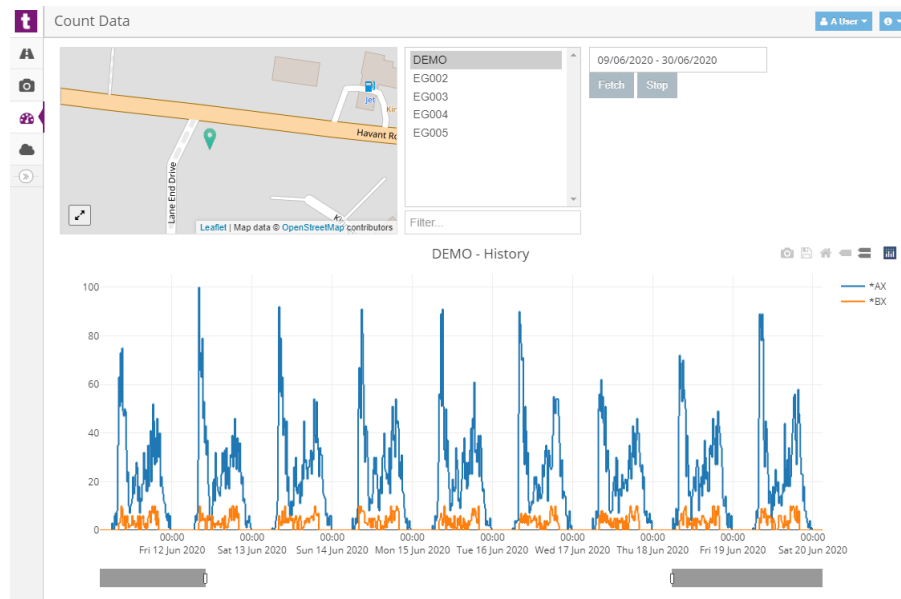 t Count Data
A User
DEMO
EG002
EG003
EG004
EG005
Filter...
09/06/2020 - 30/06/2020
Fetch Stop
jet
Kin
Havant Ro
Lane End Drive
Leaflet | Map data © OpenStreetMap contributors
DEMO - History
*AX
*BX
100
80
60
40
20
0
00:00 00:00 00:00 00:00 00:00 00:00 00:00 00:00 00:00
Fri 12 Jun 2020 Sat 13 Jun 2020 Sun 14 Jun 2020 Mon 15 Jun 2020 Tue 16 Jun 2020 Wed 17 Jun 2020 Thu 18 Jun 2020 Fri 19 Jun 2020 Sat 20 Jun 2020